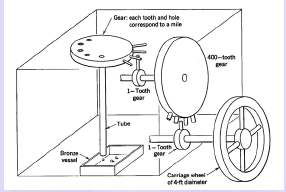 Gear: each tooth and hole
correspond to a mile
400-tooth
gear
1-Tooth
gear
Tube
1-Tooth
gear
Bronze
vessel
Carriage wheel
of 4-ft diameter